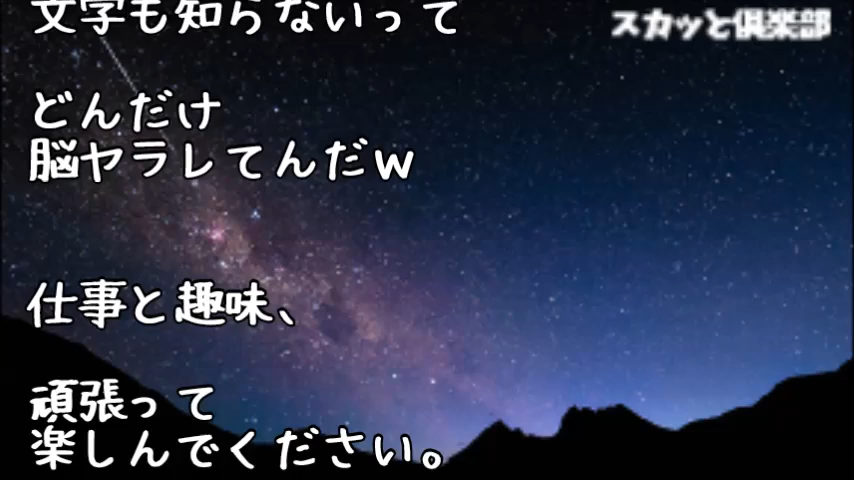 文字も知らないって
スカッと倶楽部
どんだけ
脳ヤラレてんだｗ
仕事と趣味、
頑張って
楽しんでください。